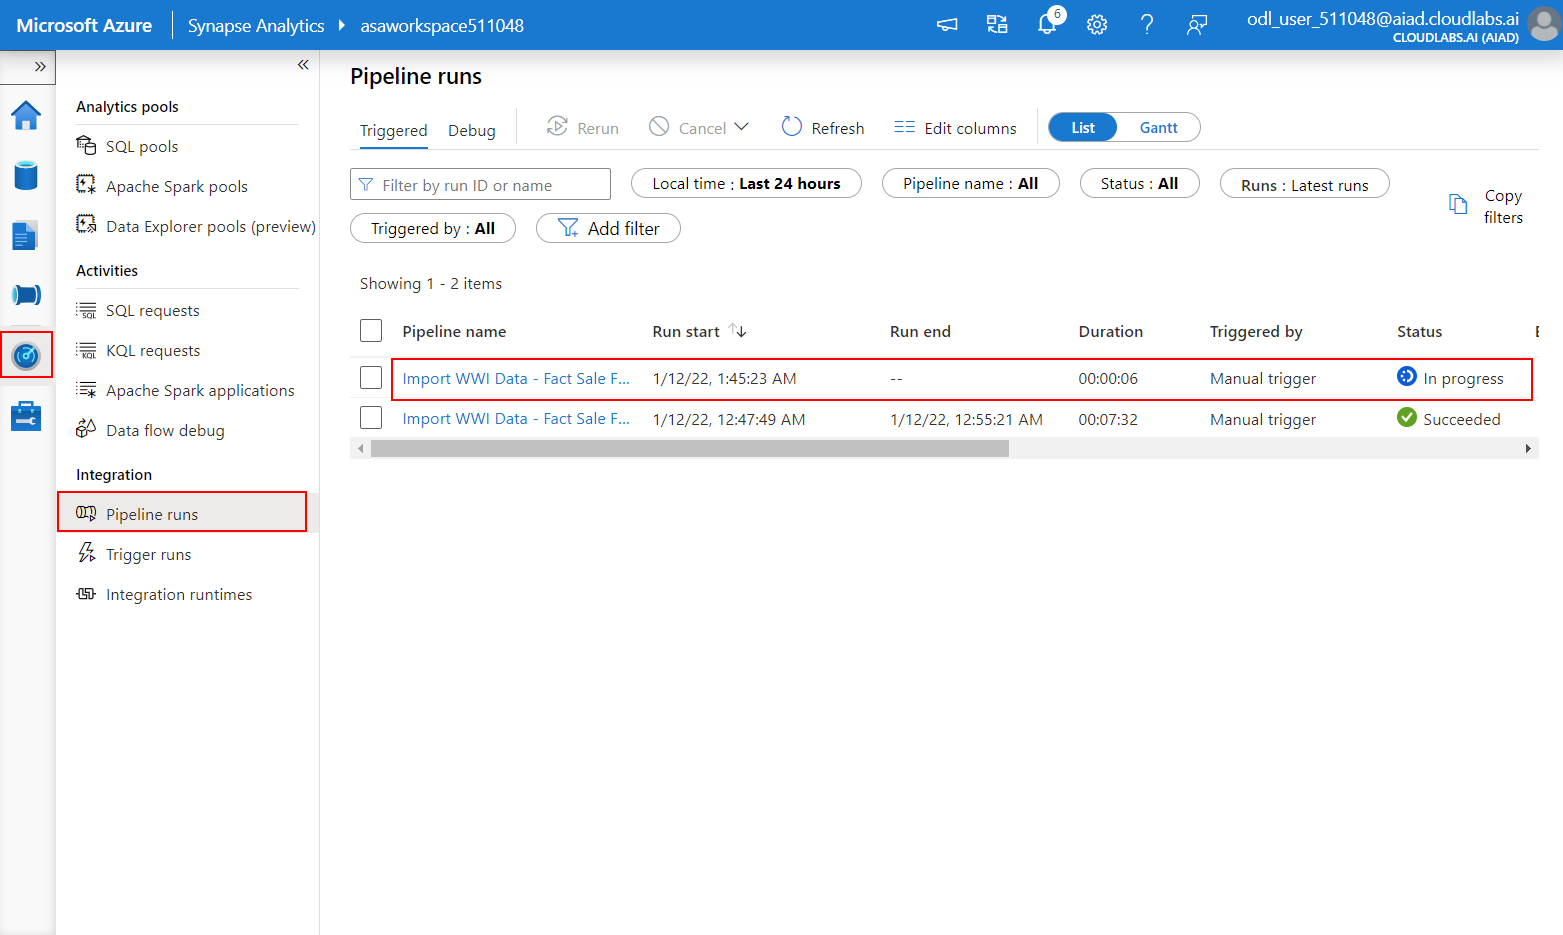 Microsoft Azure Synapse Analytics asaworkspace511048 6 odl_user_511048@aiad.cloudlabs.ai
CLOUDLABS.AI (AIAD)
Analytics pools
SQL pools
Apache Spark pools
Data Explorer pools (preview)
Activities
SQL requests
KQL requests
Apache Spark applications
Data flow debug
Integration
Pipeline runs
Trigger runs
Integration runtimes
Pipeline runs
Triggered Debug Rerun Cancel Refresh Edit columns List Gantt
Filter by run ID or name Local time : Last 24 hours Pipeline name : All Status : All Runs : Latest runs
Copy
filters
Triggered by : All Add filter
Showing 1 - 2 items
Pipeline name Run start Run end Duration Triggered by Status
Import WWI Data - Fact Sale F... 1/12/22, 1:45:23 AM -- 00:00:06 Manual trigger In progress
Import WWI Data - Fact Sale F... 1/12/22, 12:47:49 AM 1/12/22, 12:55:21 AM 00:07:32 Manual trigger Succeeded